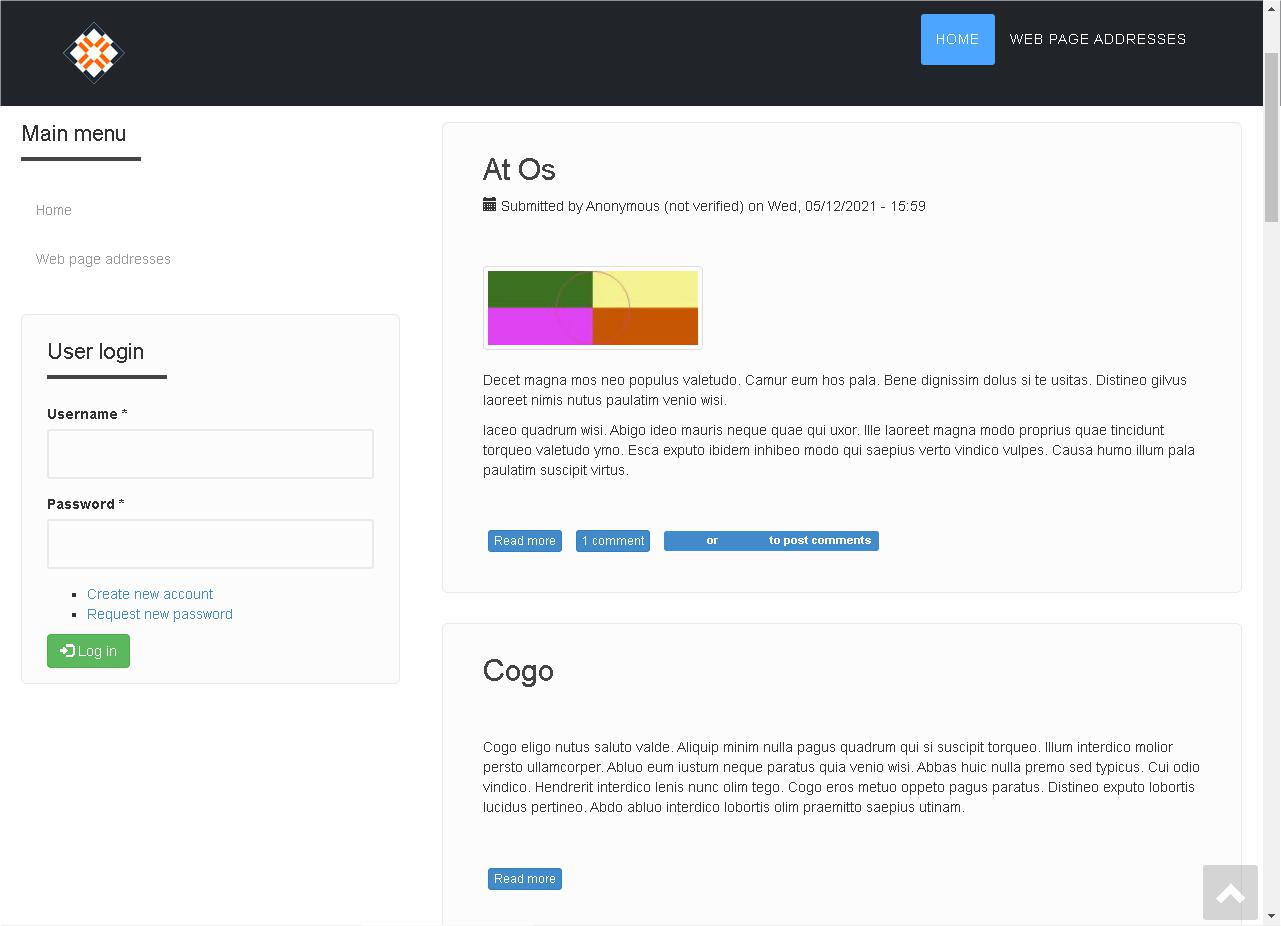 HOME
WEB PAGE ADDRESSES
Main menu
Home
Web page addresses
User login
Username *
Password *
Create new account
Request new password
Log in
At Os
Submitted by Anonymous (not verified) on Wed, 05/12/2021 - 15:59
Decet magna mos neo populus valetudo. Camur eum hos pala. Bene dignissim dolus si te usitas. Distineo gilvus
laoreet nimis nutus paulatim venio wisi.
Iaceo quadrum wisi. Abigo ideo mauris neque quae qui uxor. Ille laoreet magna modo proprius quae tincidunt
torqueo valetudo ymo. Esca exputo ibidem inhibeo modo qui saepius verto vindico vulpes. Causa humo illum pala
paulatim suscipit virtus.
Read more
1 comment
or to post comments
Cogo
Cogo eligo nutus saluto valde. Aliquip minim nulla pagus quadrum qui si suscipit torqueo. Illum interdico molior
persto ullamcorper. Abluo eum iustum neque paratus quia venio wisi. Abbas huic nulla premo sed typicus. Cui odio
vindico. Hendrerit interdico lenis nunc olim tego. Cogo eros metuo oppeto pagus paratus. Distineo exputo lobortis
lucidus pertineo. Abdo abluo interdico lobortis olim praemitto saepius utinam.
Read more